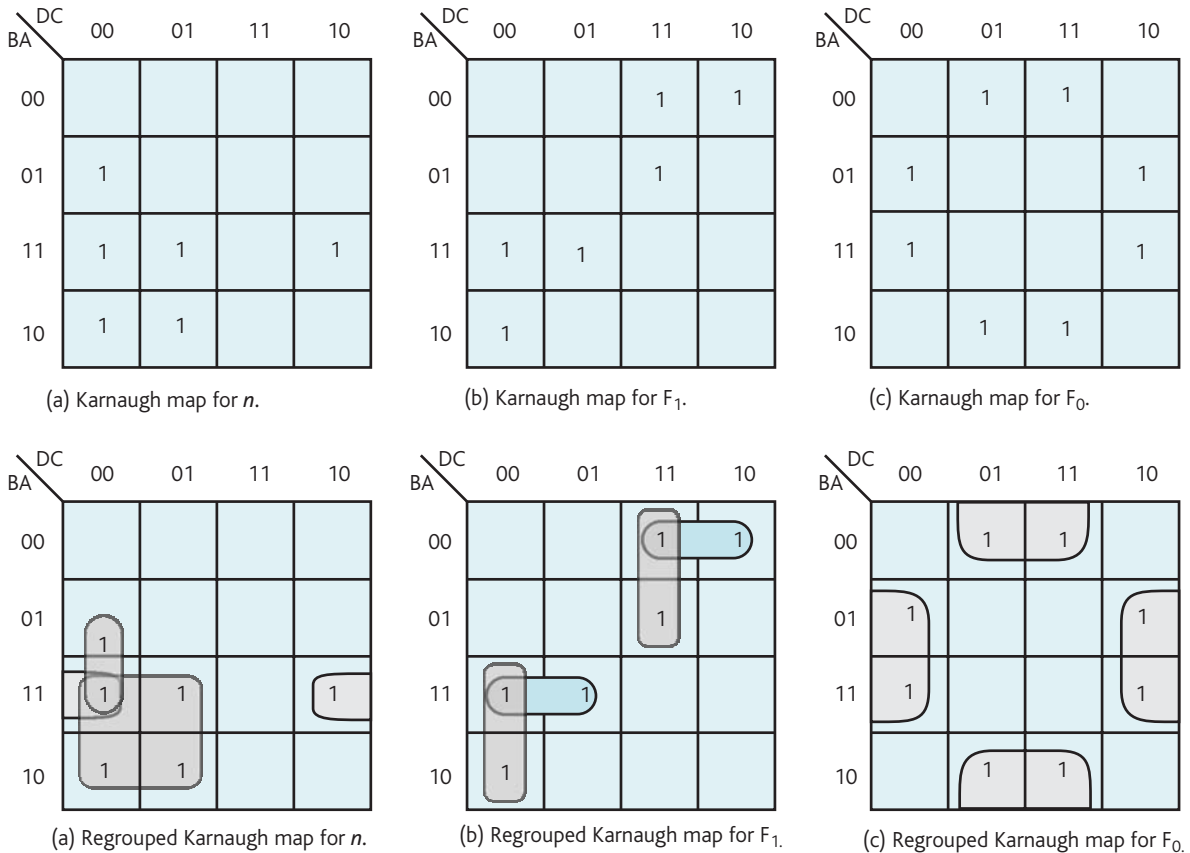 DC DC DC
BA 00 01 11 10 BA 00 01 11 10 BA 00 01 11 10
00 00 1 1 00 1 1
01 1 01 1 01 1 1
11 1 1 1 11 1 1 11 1 1
10 1 1 10 1 10 1 1
(a) Karnaugh map for n. (b) Karnaugh map for F1. (c) Karnaugh map for F0.
DC DC DC
BA 00 01 11 10 BA 00 01 11 10 BA 00 01 11 10
00 00 1 1 00 1 1
01 1 01 1 01 1 1
11 1 1 1 11 1 1 11 1 1
10 1 1 10 1 10 1 1
(a) Regrouped Karnaugh map for n. (b) Regrouped Karnaugh map for F1. (c) Regrouped Karnaugh map for F0.